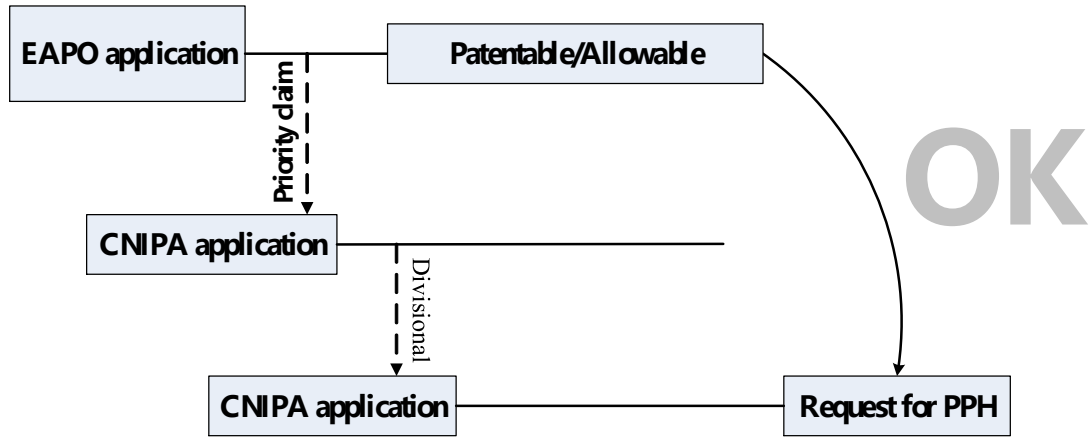 EAPO application
Patentable/Allowable
Priority claim
OK
CNIPA application
Divisional
CNIPA application
Request for PPH